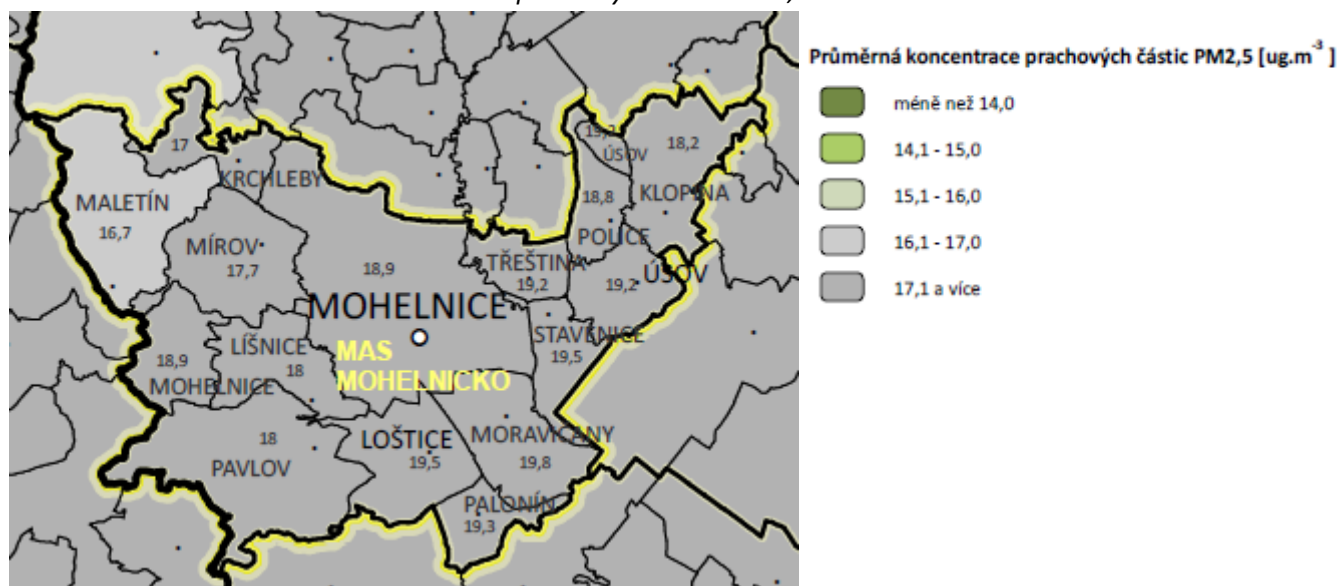 Průměrná koncentrace prachových částic PM2,5 [ug.m-3 ]
méně než 14,0
14,1 - 15,0
15,1 - 16,0
16,1 - 17,0
17,1 a více
17
KRCHLEBY
MALETÍN
16,7
MÍROV
17,7
18,9
MOHELNICE
MAS
MOHELNICKO
19,2
ÚSOV
18,2
KLOPINA
18,8
POLICE
TŘEŠTINA
19,2
19,2
ÚSOV
STAVENICE
19,5
LÍŠNICE
18
18,9
MOHELNICE
18
PAVLOV
LOŠTICE
19,5
MORAVIČANY
19,8
PALONÍN
19,3